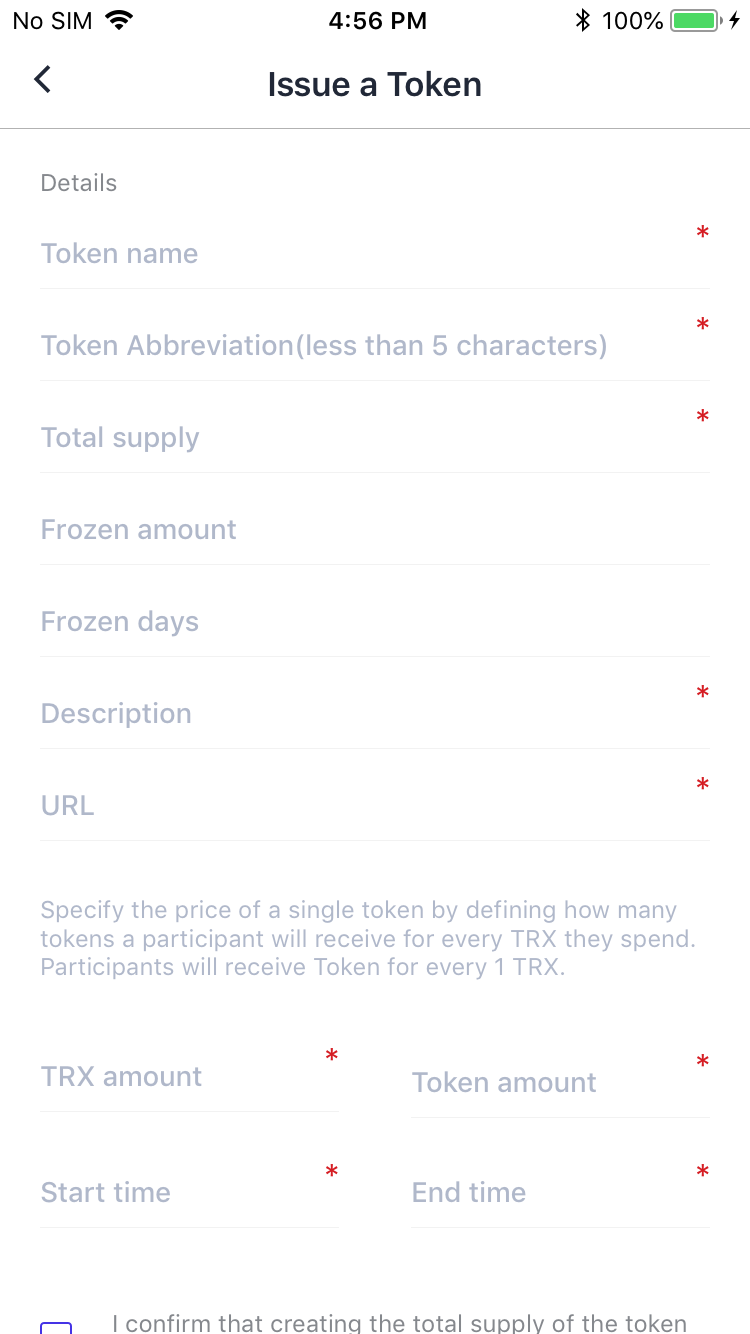 No SIM 4:56 PM 100%
Issue a Token
Details
Token name *
Token Abbreviation(less than 5 characters) *
Total supply *
Frozen amount
Frozen days
Description *
URL *
Specify the price of a single token by defining how many
tokens a participant will receive for every TRX they spend.
Participants will receive Token for every 1 TRX.
TRX amount * Token amount *
Start time * End time *
I confirm that creating the total supply of the token